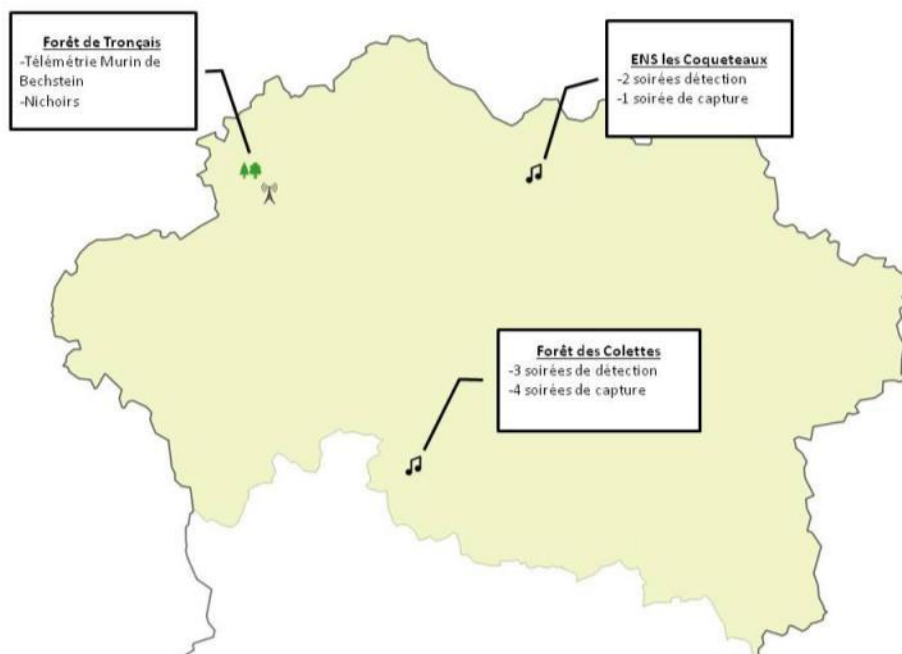 Forêt de Tronçais
-Télémétrie Murin de
Bechstein
-Nichoirs
ENS les Coqueteaux
-2 soirées détection
-1 soirée de capture
Forêt des Colettes
-3 soirées de détection
-4 soirées de capture